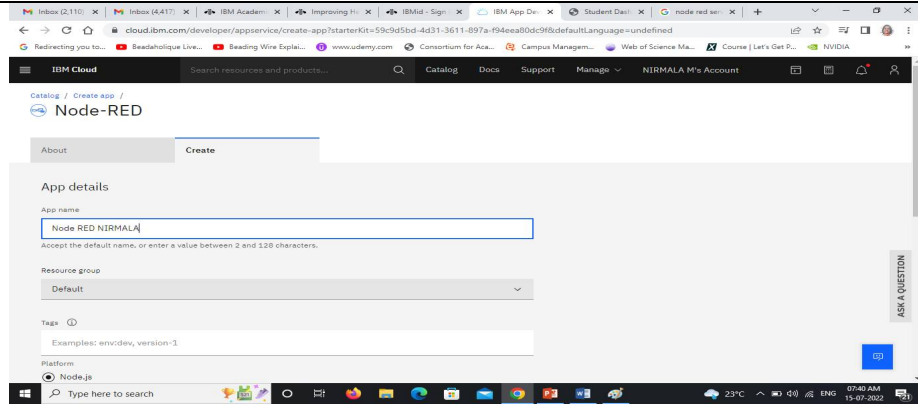 Inbox (2,110) Inbox (4,417) IBM Academ Improving Ho IBMid - Sign IBM App Dev Student Dash node red ser
cloud.ibm.com/developer/appservice/create-app?starterKit=59c9d5bd-4d31-3611-897a-f94eea80dc9f&defaultLanguage=undefined
Redirecting you to... Beadaholique Live... Beading Wire Explai... www.udemy.com Consortium for Aca... Campus Managem... Web of Science Ma... Course | Let's Get P... NVIDIA »
IBM Cloud Search resources and products... Catalog Docs Support Manage NIRMALA M's Account
Catalog / Create app /
Node-RED
About Create
App details
App name
Node RED NIRMALA
Accept the default name, or enter a value between 2 and 128 characters.
Resource group
Default
ASK A QUESTION
Tags
Examples: env:dev, version-1
Platform
Node.js
Type here to search 23°C ENG 07:40 AM
15-07-2022 21